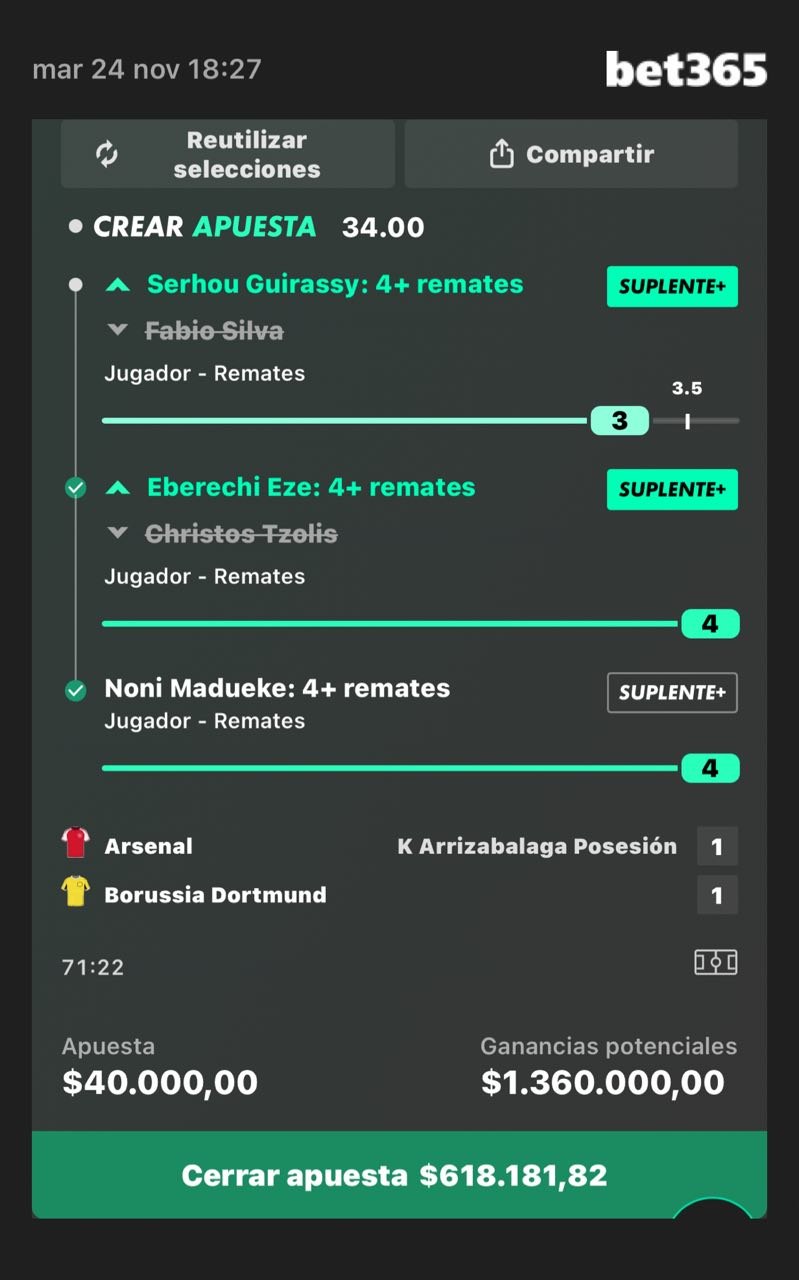 mar 24 nov 18:27
bet365
Reutilizar
selecciones
Compartir
CREAR APUESTA 34.00
Serhou Guirassy: 4+ remates
SUPLENTE+
Fabio Silva
Jugador - Remates
3.5
3
Eberechi Eze: 4+ remates
SUPLENTE+
Christos Tzolis
Jugador - Remates
4
Noni Madueke: 4+ remates
SUPLENTE+
Jugador - Remates
4
Arsenal K Arrizabalaga Posesión 1
Borussia Dortmund 1
71:22
Apuesta Ganancias potenciales
$40.000,00 $1.360.000,00
Cerrar apuesta $618.181,82